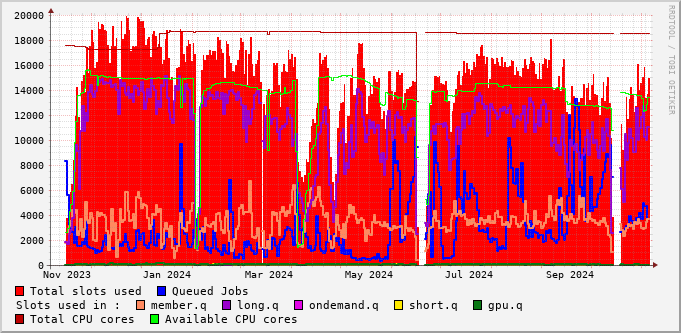 20000
18000
16000
14000
12000
10000
8000
6000
4000
2000
0
Nov 2023 Jan 2024 Mar 2024 May 2024 Jul 2024 Sep 2024
RRDTOOL / TOBI OETIKER
Total slots used Queued Jobs
Slots used in : member.q long.q ondemand.q short.q gpu.q
Total CPU cores Available CPU cores